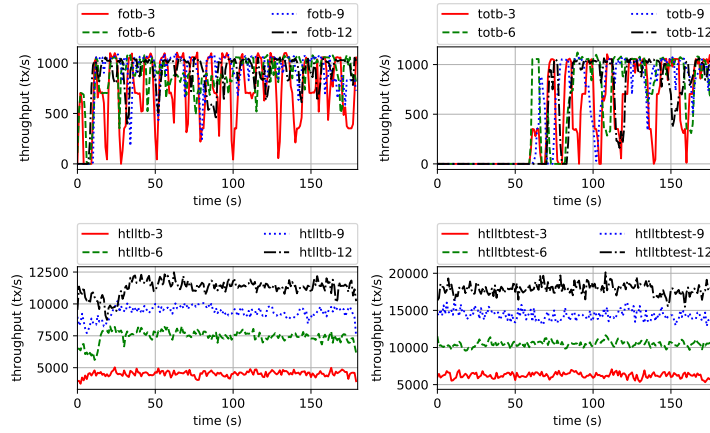 fotb-3 fotb-9
fotb-6 fotb-12
throughput (tx/s)
1000
500
0
0 50 100 150
time (s)
totb-3 totb-9
totb-6 totb-12
throughput (tx/s)
1000
500
0
0 50 100 150
time (s)
htlltb-3 htlltb-9
htlltb-6 htlltb-12
throughput (tx/s)
12500
10000
7500
5000
0 50 100 150
time (s)
htlltbtest-3 htlltbtest-9
htlltbtest-6 htlltbtest-12
throughput (tx/s)
20000
15000
10000
5000
0 50 100 150
time (s)